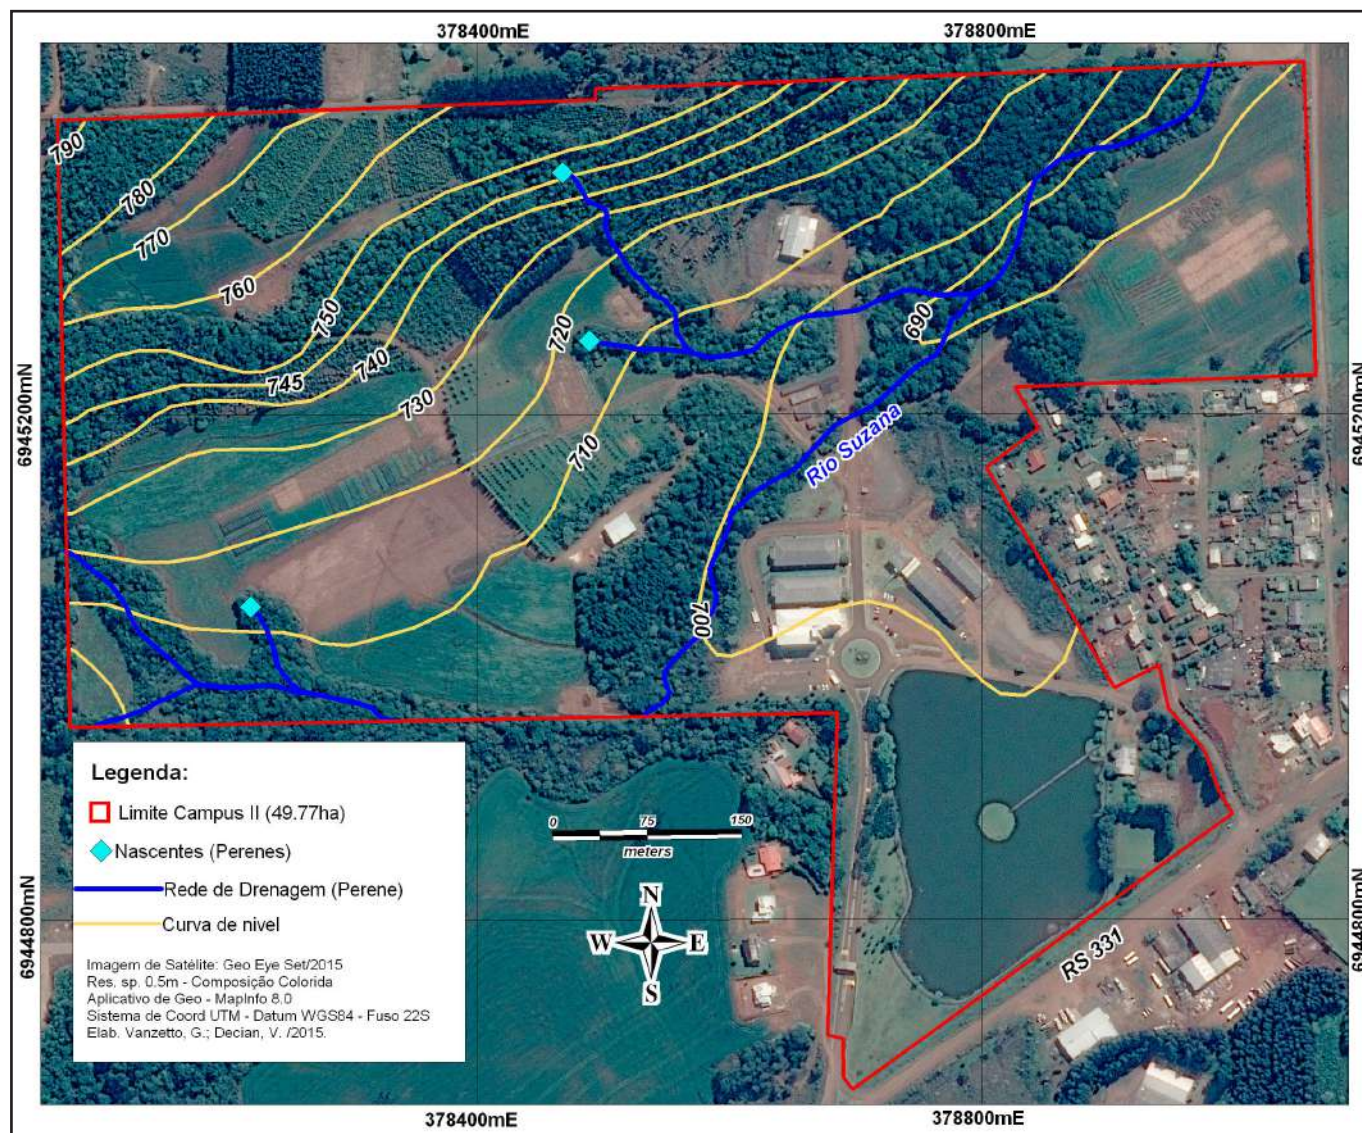 378400mE
378800mE
790
780
770
760
750
745
740
730
720
710
700
690
Rio Suzana
6945200mN
6945200mN
Legenda:
Limite Campus II (49.77ha)
Nascentes (Perenes)
Rede de Drenagem (Perene)
Curva de nivel
Imagem de Satélite: Geo Eye Set/2015
Res. sp. 0.5m - Composição Colorida
Aplicativo de Geo - MapInfo 8.0
Sistema de Coord UTM - Datum WGS84 - Fuso 22S
Elab. Vanzetto, G.; Decian, V. /2015.
0 75 150
meters
N
W E
S
RS 331
6944800mN
6944800mN
378400mE
378800mE